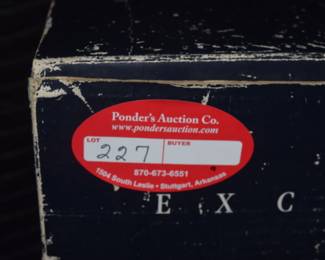 Ponder's Auction Co.
www.pondersauction.com
LOT BUYER
227
870-673-6551
1504 South Leslie • Stuttgart, Arkansas
E X C